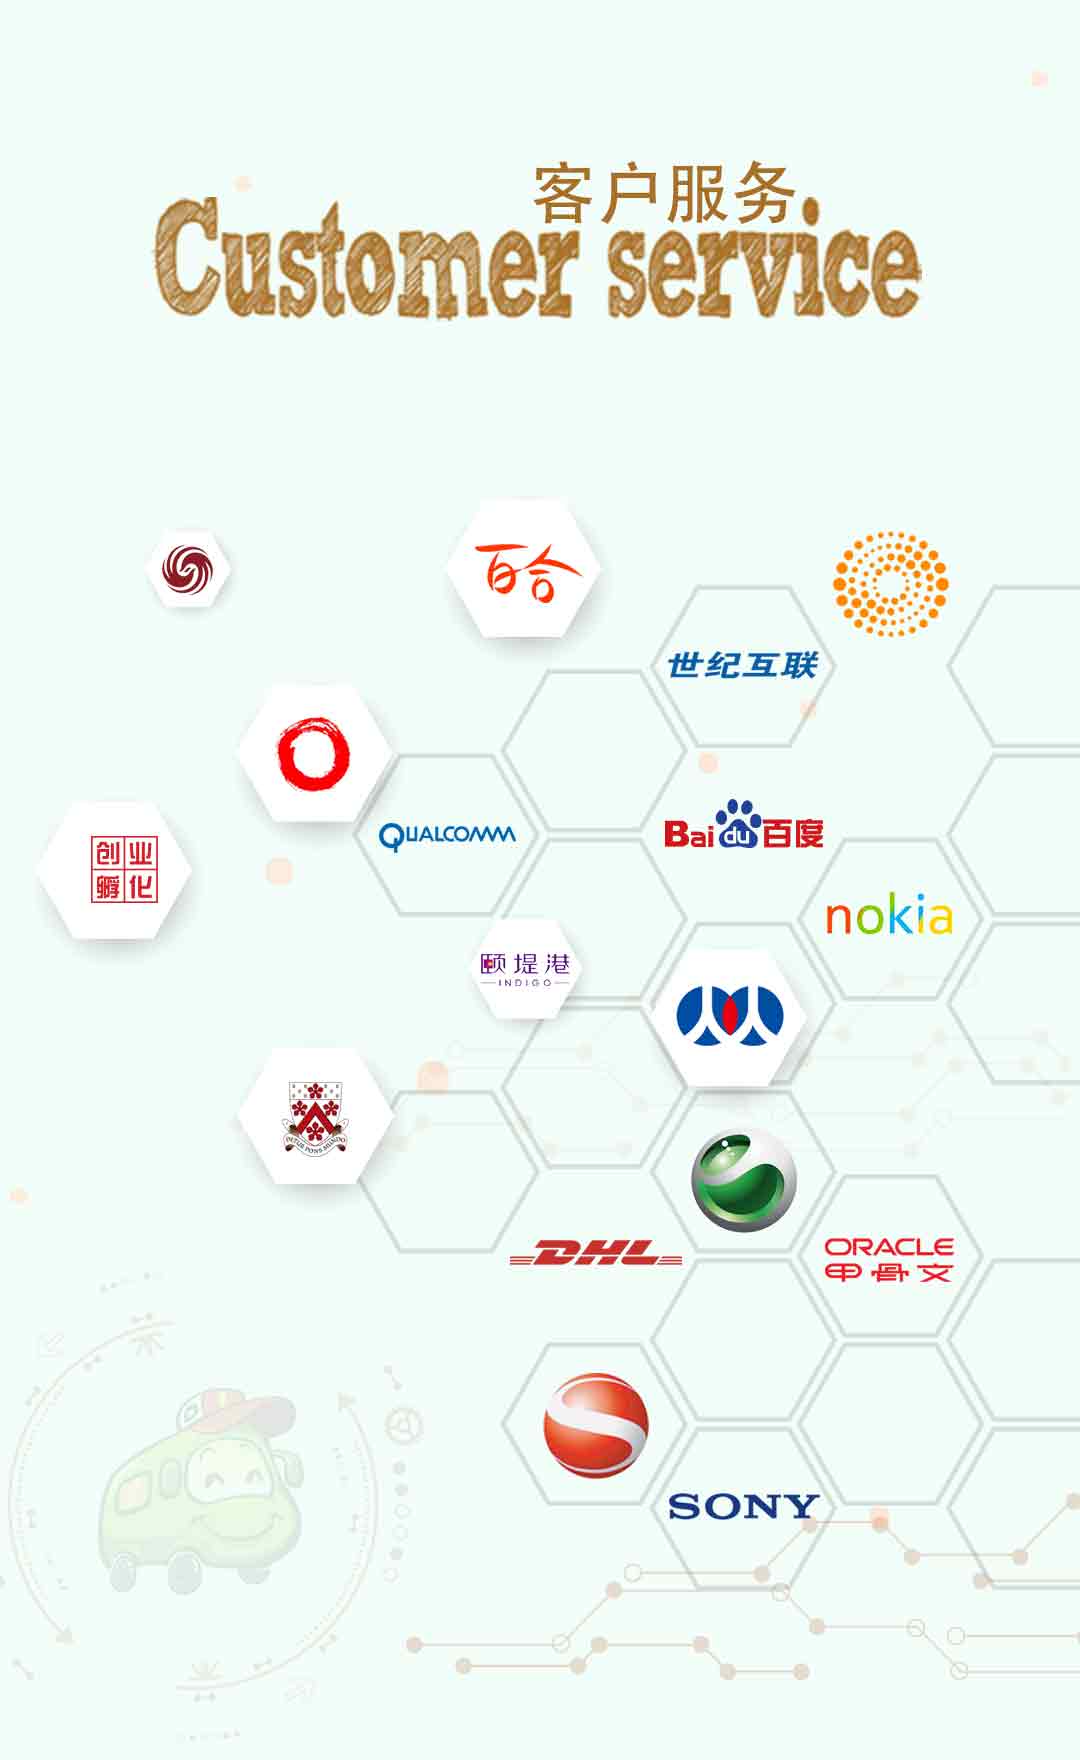 客户服务
Customer service
百合
世纪互联
QUALCOMM
Bai du 百度
创业
孵化
nokia
颐堤港
INDIGO
DETUR PONS MUNDO
DHL
ORACLE
甲骨文
SONY